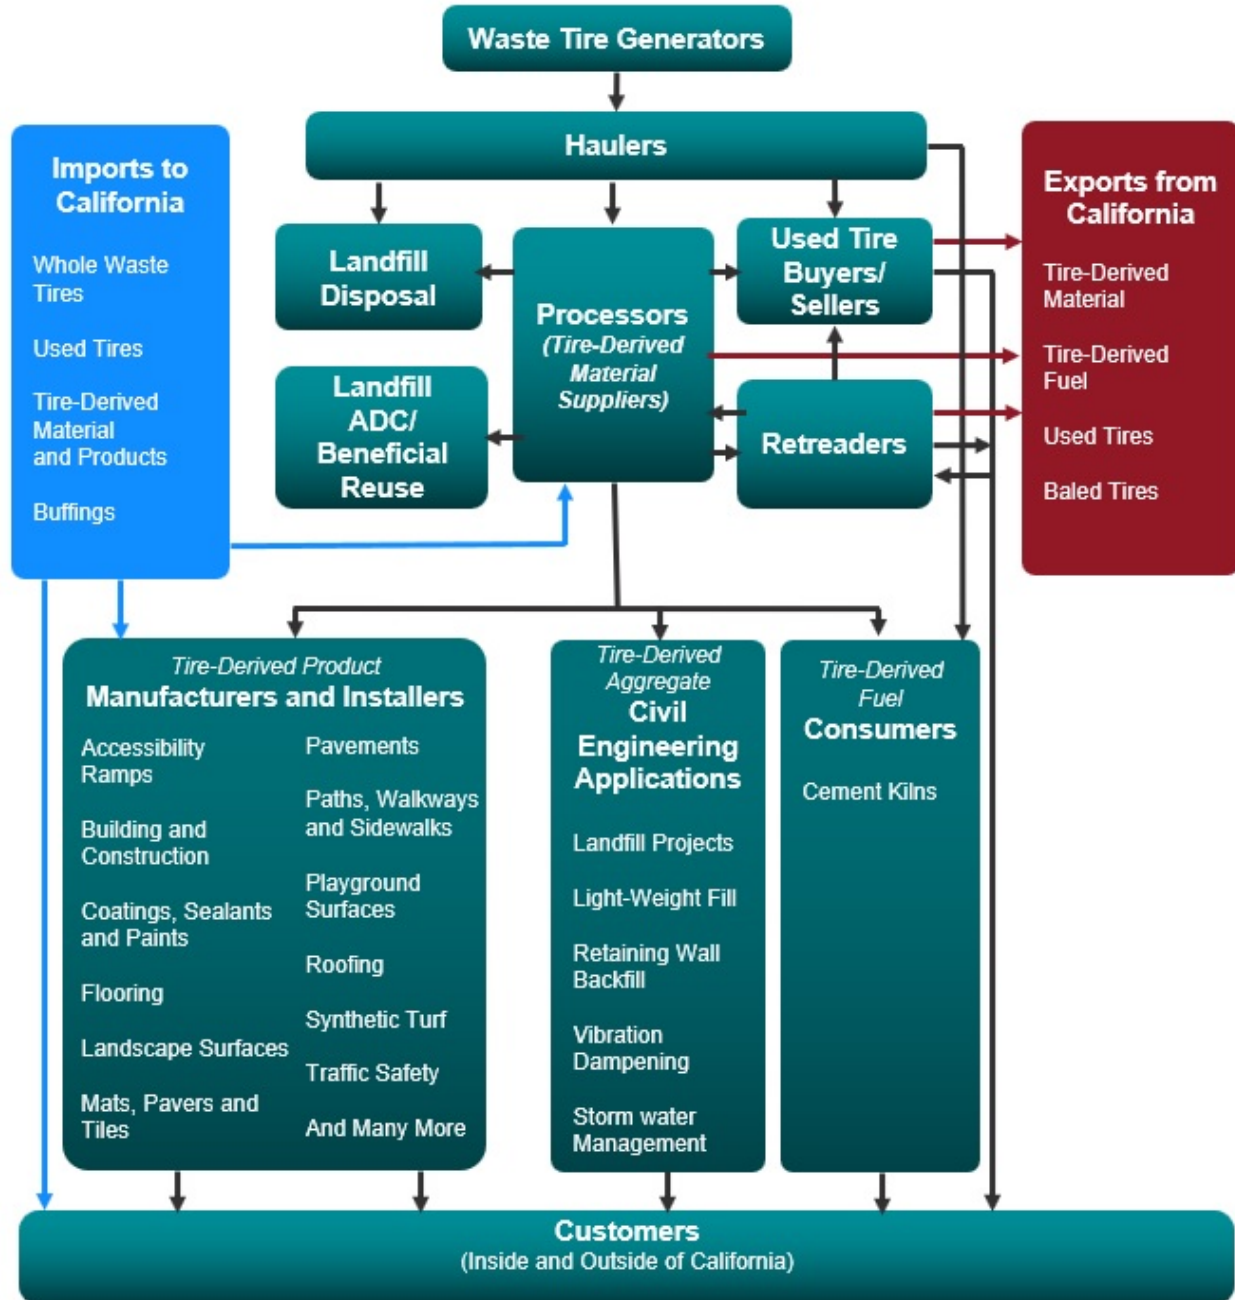 Waste Tire Generators
Haulers
Imports to
California
Whole Waste
Tires
Used Tires
Tire-Derived
Material
and Products
Buffings
Landfill
Disposal
Landfill
ADC/
Beneficial
Reuse
Processors
(Tire-Derived
Material
Suppliers)
Used Tire
Buyers/
Sellers
Retreaders
Exports from
California
Tire-Derived
Material
Tire-Derived
Fuel
Used Tires
Baled Tires
Tire-Derived Product
Manufacturers and Installers
Accessibility
Ramps
Building and
Construction
Coatings, Sealants
and Paints
Flooring
Landscape Surfaces
Mats, Pavers and
Tiles
Pavements
Paths, Walkways
and Sidewalks
Playground
Surfaces
Roofing
Synthetic Turf
Traffic Safety
And Many More
Tire-Derived
Aggregate
Civil
Engineering
Applications
Landfill Projects
Light-Weight Fill
Retaining Wall
Backfill
Vibration
Dampening
Storm water
Management
Tire-Derived
Fuel
Consumers
Cement Kilns
Customers
(Inside and Outside of California)